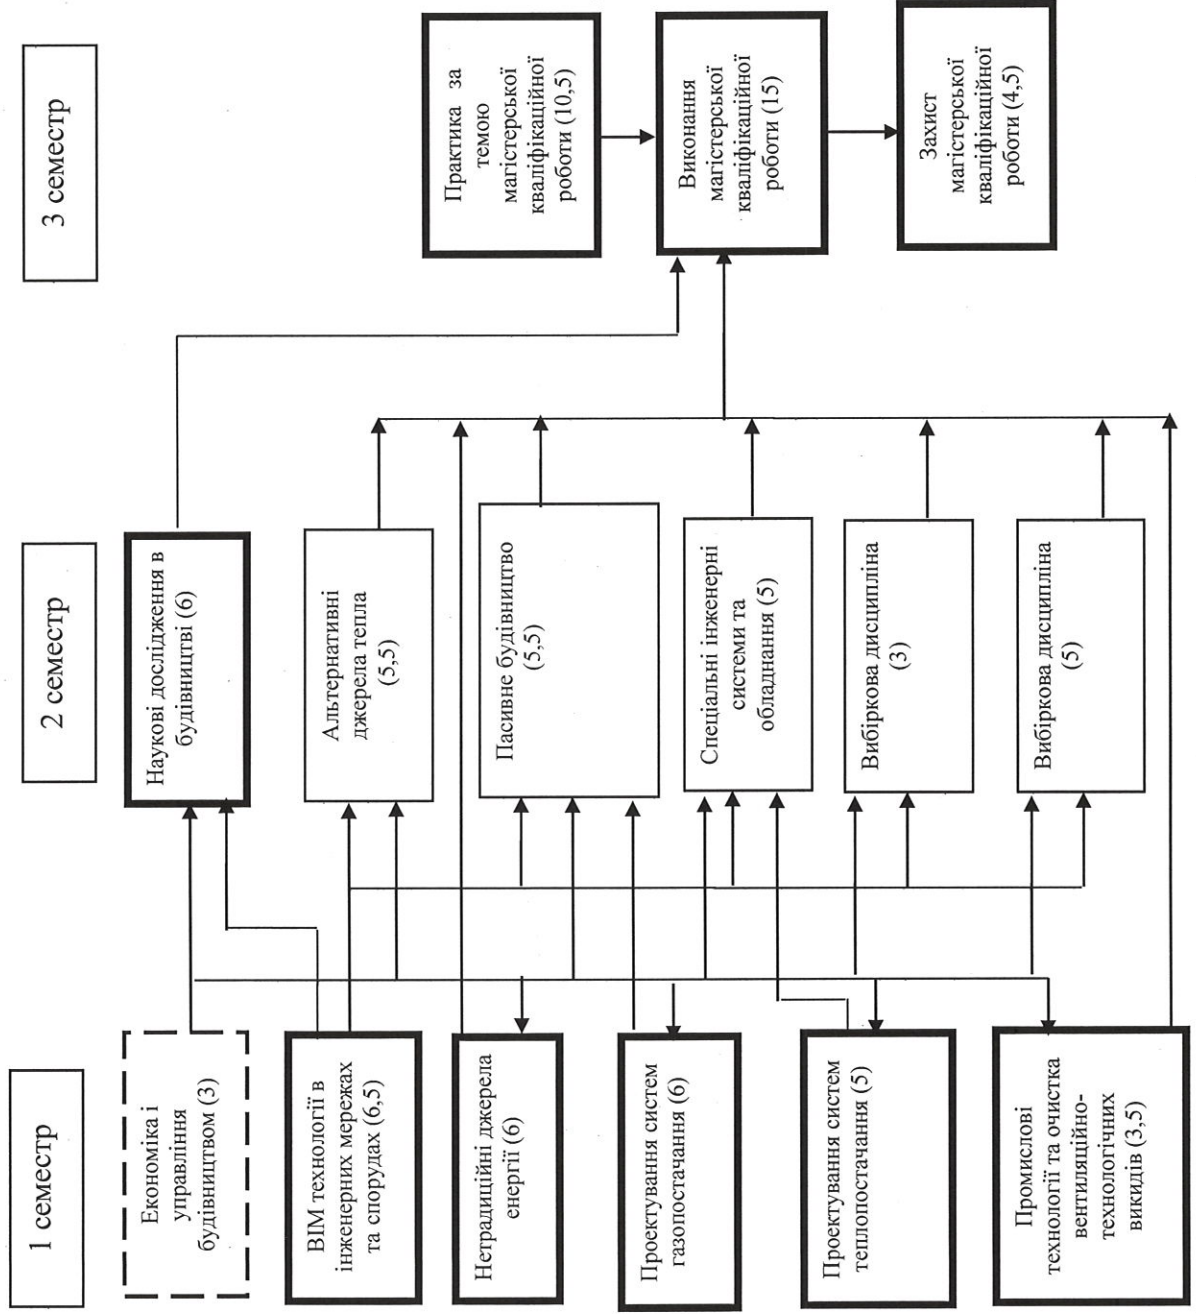 1 семестр
2 семестр
3 семестр
Економіка і
управління
будівництвом (3)
ВІМ технології в
інженерних мережах
та спорудах (6,5)
Нетрадиційні джерела
енергії (6)
Проектування систем
газопостачання (6)
Проектування систем
теплопостачання (5)
Промислові
технології та очистка
вентиляційно-
технологічних
викидів (3,5)
Наукові дослідження в
будівництві (6)
Альтернативні
джерела тепла
(5,5)
Пасивне будівництво
(5,5)
Спеціальні інженерні
системи та
обладнання (5)
Вибіркова дисципліна
(3)
Вибіркова дисципліна
(5)
Практика за
темою
магістерської
кваліфікаційної
роботи (10,5)
Виконання
магістерської
кваліфікаційної
роботи (15)
Захист
магістерської
кваліфікаційної
роботи (4,5)